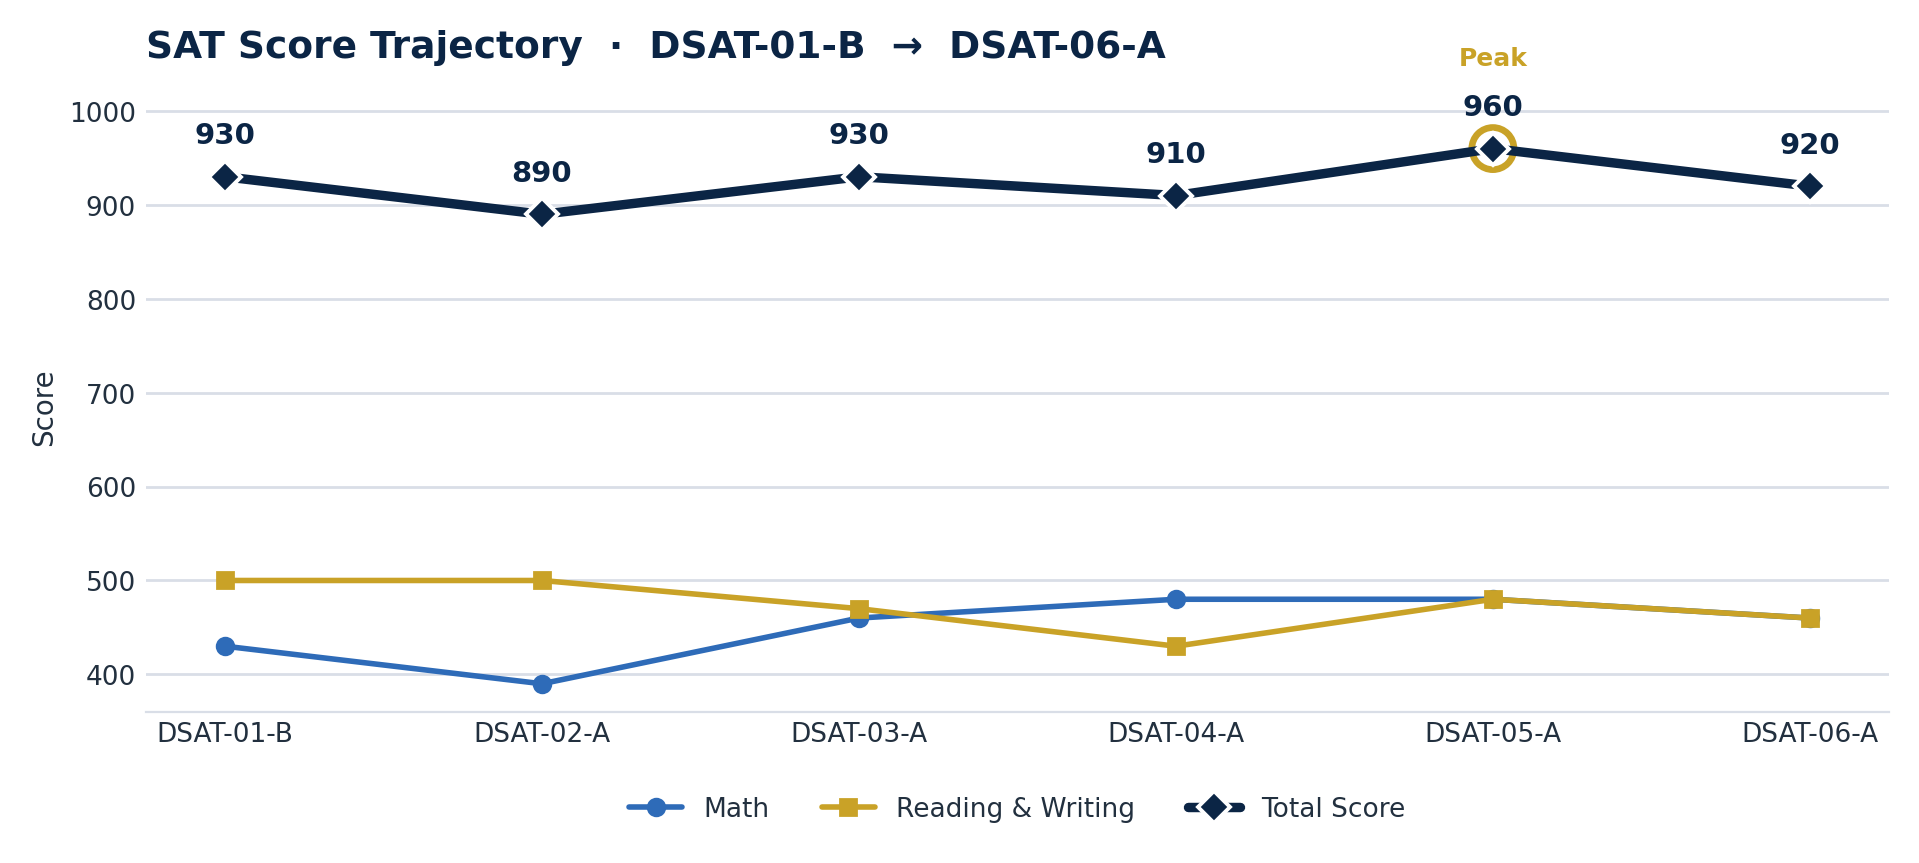 SAT Score Trajectory · DSAT-01-B → DSAT-06-A
Peak
1000
930
890
930
910
960
920
900
800
700
600
500
400
Score
DSAT-01-B DSAT-02-A DSAT-03-A DSAT-04-A DSAT-05-A DSAT-06-A
Math Reading & Writing Total Score